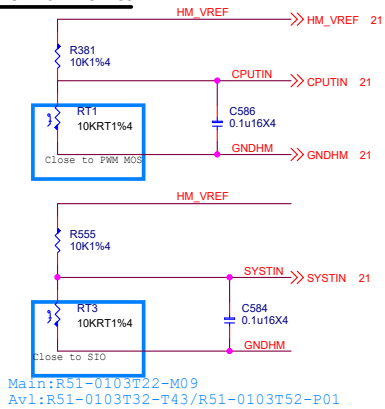 HM_VREF
HM_VREF 21
R381
10K1%4
CPUTIN
CPUTIN 21
RT1
10KRT1%4
C586
0.1u16X4
Close to PWM MOS
GNDHM
GNDHM 21
HM_VREF
R555
10K1%4
SYSTIN
SYSTIN 21
RT3
10KRT1%4
C584
0.1u16X4
Close to SIO
GNDHM
Main:R51-0103T22-M09
Avl:R51-0103T32-T43/R51-0103T52-P01